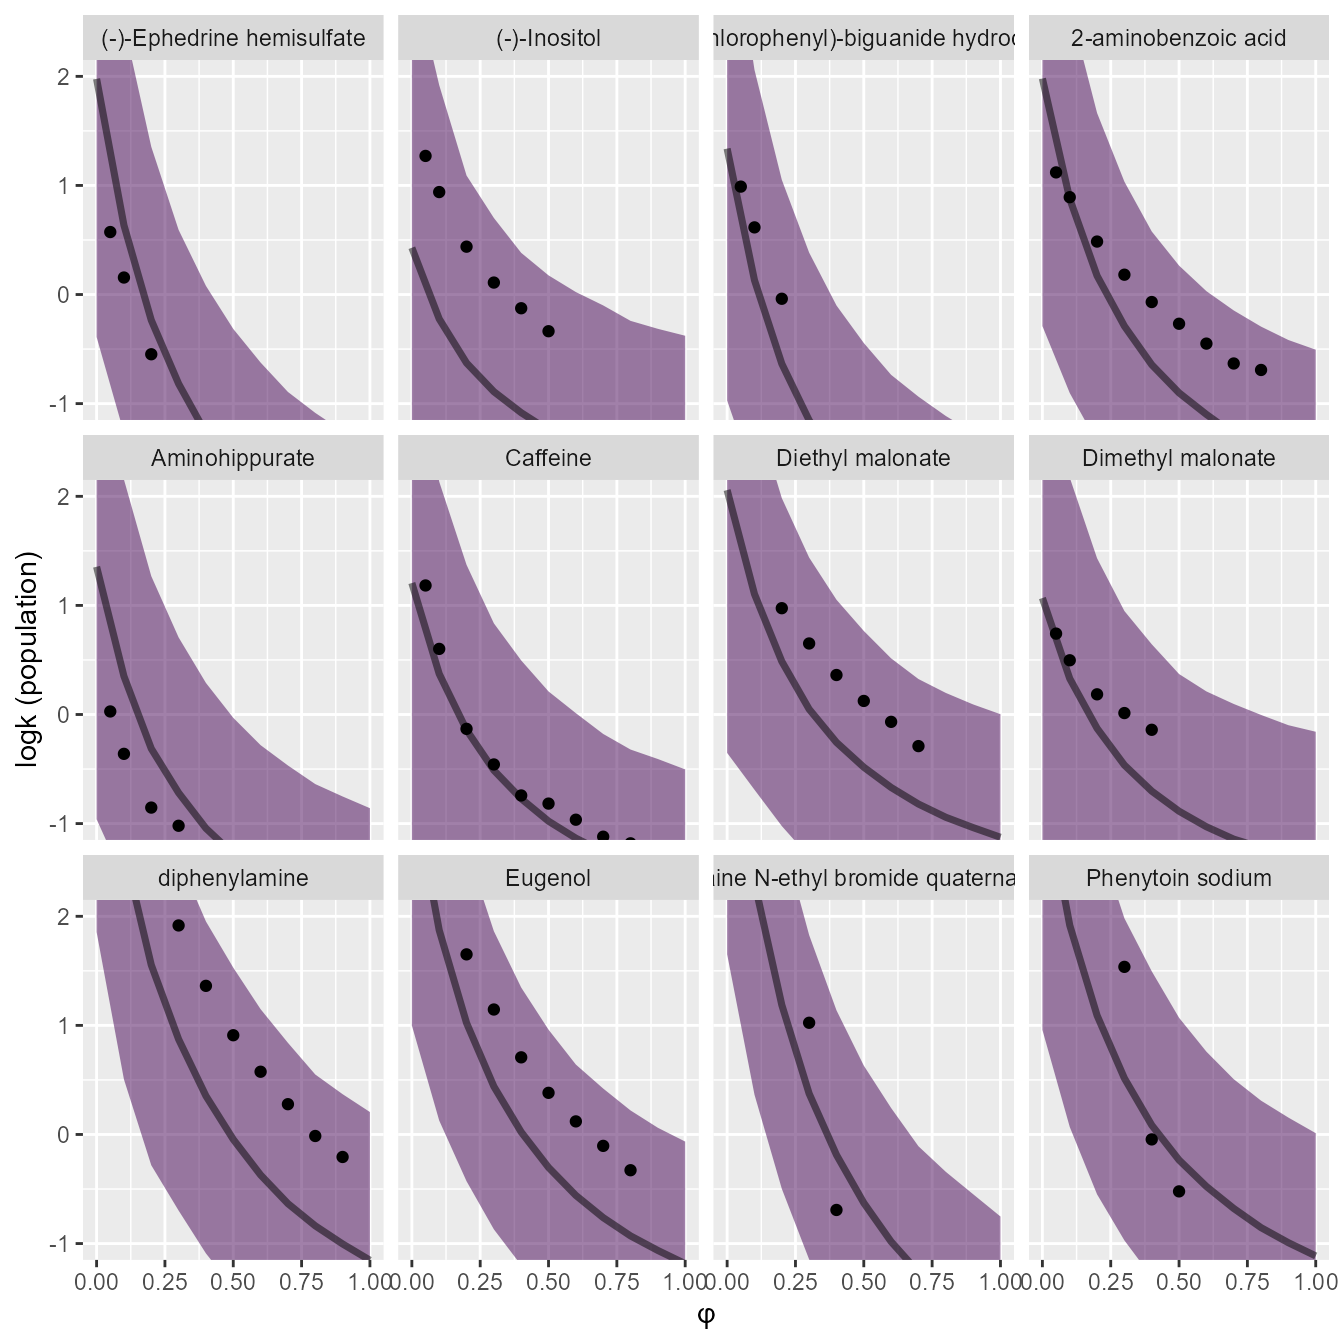 (-)-Ephedrine hemisulfate (-)-Inositol hlorophenyl)-biguanide hydroc 2-aminobenzoic acid
2
1
0
-1
Aminohippurate Caffeine Diethyl malonate Dimethyl malonate
2
1
0
-1
logk (population)
diphenylamine Eugenol ine N-ethyl bromide quaterna Phenytoin sodium
2
1
0
-1
0.00 0.25 0.50 0.75 1.00 0.00 0.25 0.50 0.75 1.00 0.00 0.25 0.50 0.75 1.00 0.00 0.25 0.50 0.75 1.00
φ